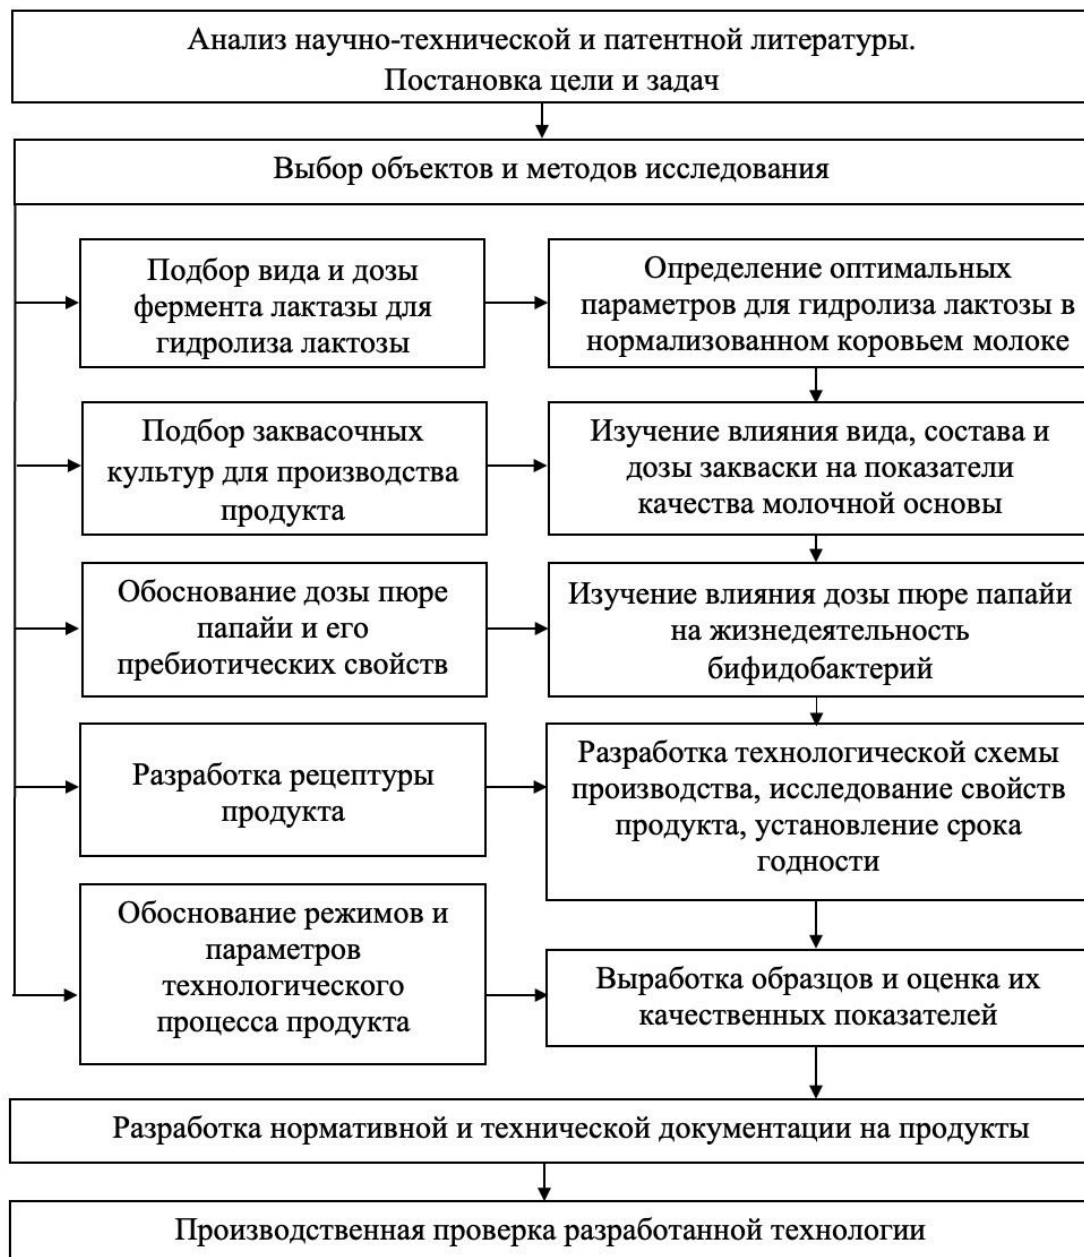 Анализ научно-технической и патентной литературы.
Постановка цели и задач
Выбор объектов и методов исследования
Подбор вида и дозы
фермента лактазы для
гидролиза лактозы
Определение оптимальных
параметров для гидролиза лактозы в
нормализованном коровьем молоке
Подбор заквасочных
культур для производства
продукта
Изучение влияния вида, состава и
дозы закваски на показатели
качества молочной основы
Обоснование дозы пюре
папайи и его
пребиотических свойств
Изучение влияния дозы пюре папайи
на жизнедеятельность
бифидобактерий
Разработка рецептуры
продукта
Разработка технологической схемы
производства, исследование свойств
продукта, установление срока
годности
Обоснование режимов и
параметров
технологического
процесса продукта
Выработка образцов и оценка их
качественных показателей
Разработка нормативной и технической документации на продукты
Производственная проверка разработанной технологии